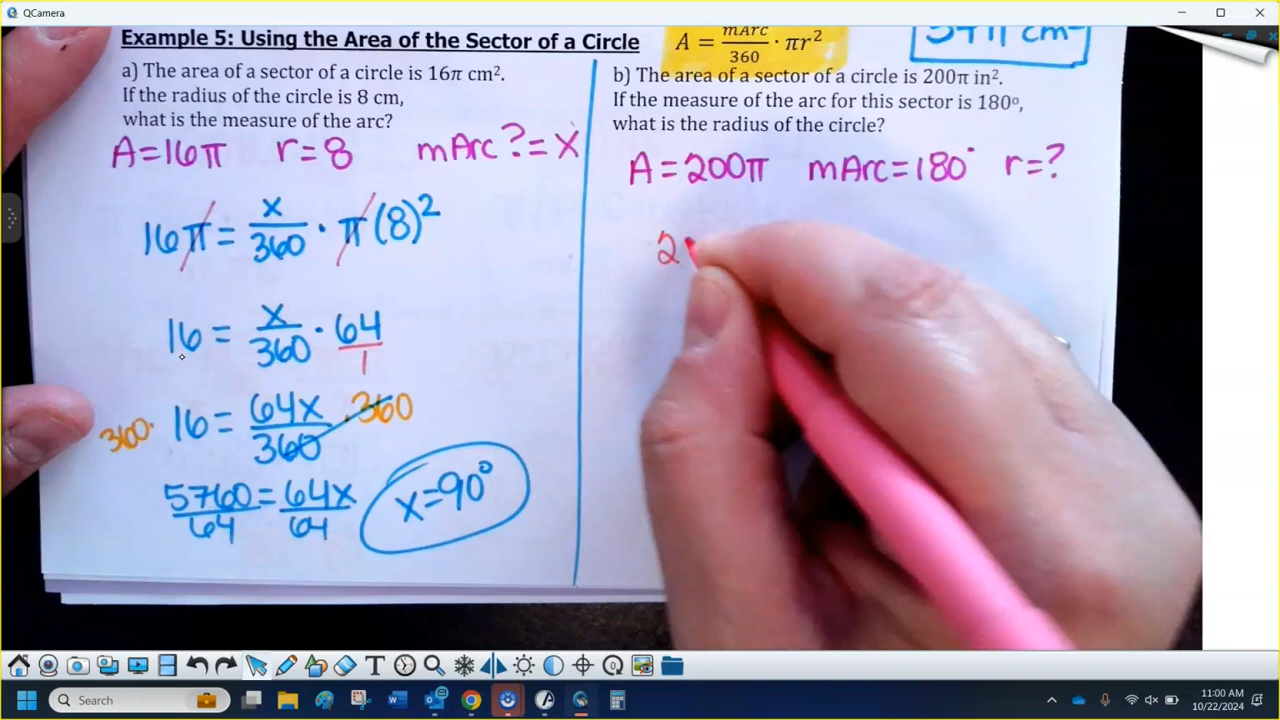 QCamera
Example 5: Using the Area of the Sector of a Circle
A = mArc/360 · πr²
54π cm²
a) The area of a sector of a circle is 16π cm².
If the radius of the circle is 8 cm,
what is the measure of the arc?
A=16π r=8 mArc?=x
16π = x/360 · π(8)²
16 = x/360 · 64/1
360· 16 = 64x/360 ·360
5760/64 = 64x/64
x=90°
b) The area of a sector of a circle is 200π in².
If the measure of the arc for this sector is 180°,
what is the radius of the circle?
A=200π mArc=180° r=?
2
Search
11:00 AM
10/22/2024